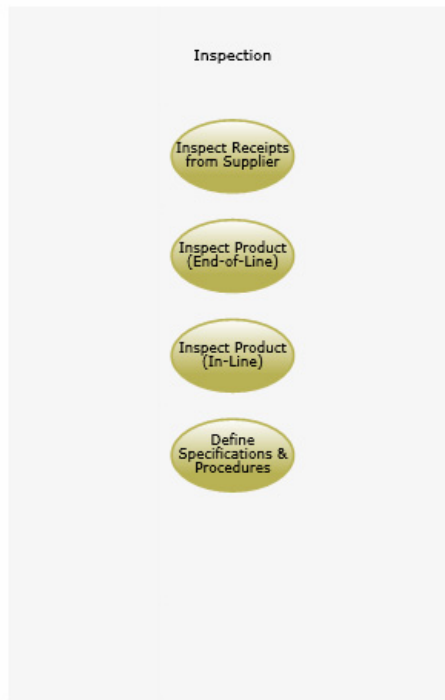 Inspection
Inspect Receipts
from Supplier
Inspect Product
(End-of-Line)
Inspect Product
(In-Line)
Define
Specifications &
Procedures